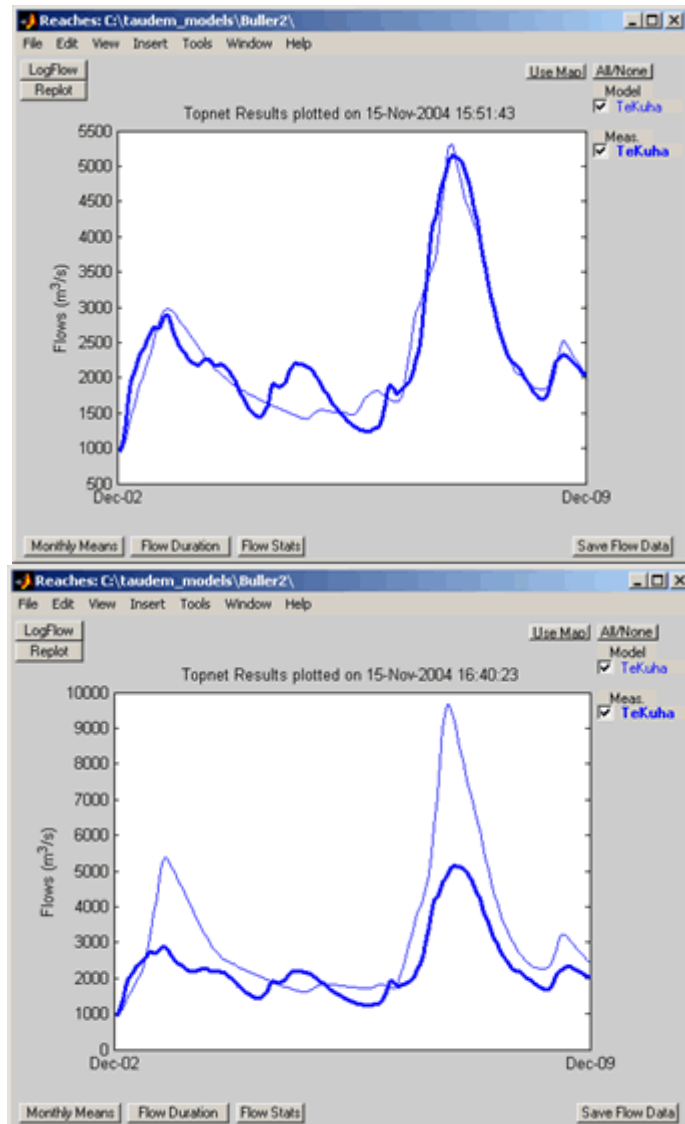 Reaches: C:\taudem_models\Buller2\
File Edit View Insert Tools Window Help
LogFlow
Replot
Use Map
All/None
Model
TeKuha
Meas.
TeKuha
Topnet Results plotted on 15-Nov-2004 15:51:43
5500
5000
4500
4000
3500
3000
2500
2000
1500
1000
500
Flows (m³/s)
Dec-02
Dec-09
Monthly Means
Flow Duration
Flow Stats
Save Flow Data
Reaches: C:\taudem_models\Buller2\
File Edit View Insert Tools Window Help
LogFlow
Replot
Use Map
All/None
Model
TeKuha
Meas.
TeKuha
Topnet Results plotted on 15-Nov-2004 16:40:23
10000
9000
8000
7000
6000
5000
4000
3000
2000
1000
0
Flows (m³/s)
Dec-02
Dec-09
Monthly Means
Flow Duration
Flow Stats
Save Flow Data